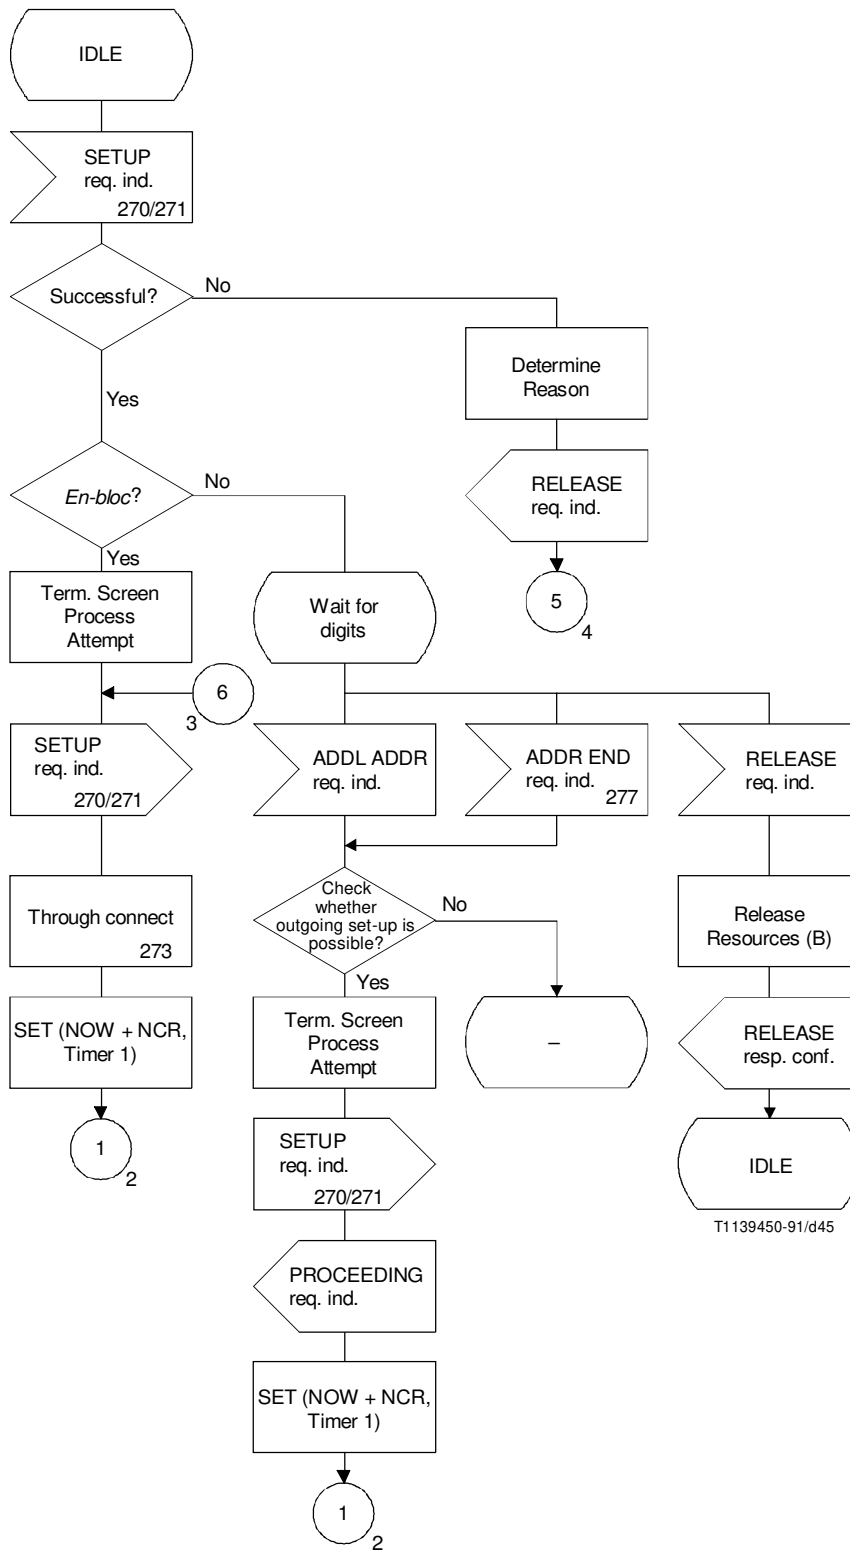 IDLE
SETUP
req. ind.
270/271
Successful?
No
Determine
Reason
Yes
RELEASE
req. ind.
En-bloc?
No
Yes
5
4
Term. Screen
Process
Attempt
Wait for
digits
6
3
SETUP
req. ind.
270/271
ADDL ADDR
req. ind.
ADDR END
req. ind.
277
RELEASE
req. ind.
Through connect
273
Check
whether
outgoing set-up is
possible?
No
Yes
Release
Resources (B)
SET (NOW + NCR,
Timer 1)
Term. Screen
Process
Attempt
–
RELEASE
resp. conf.
1
2
SETUP
req. ind.
270/271
IDLE
T1139450-91/d45
PROCEEDING
req. ind.
SET (NOW + NCR,
Timer 1)
1
2